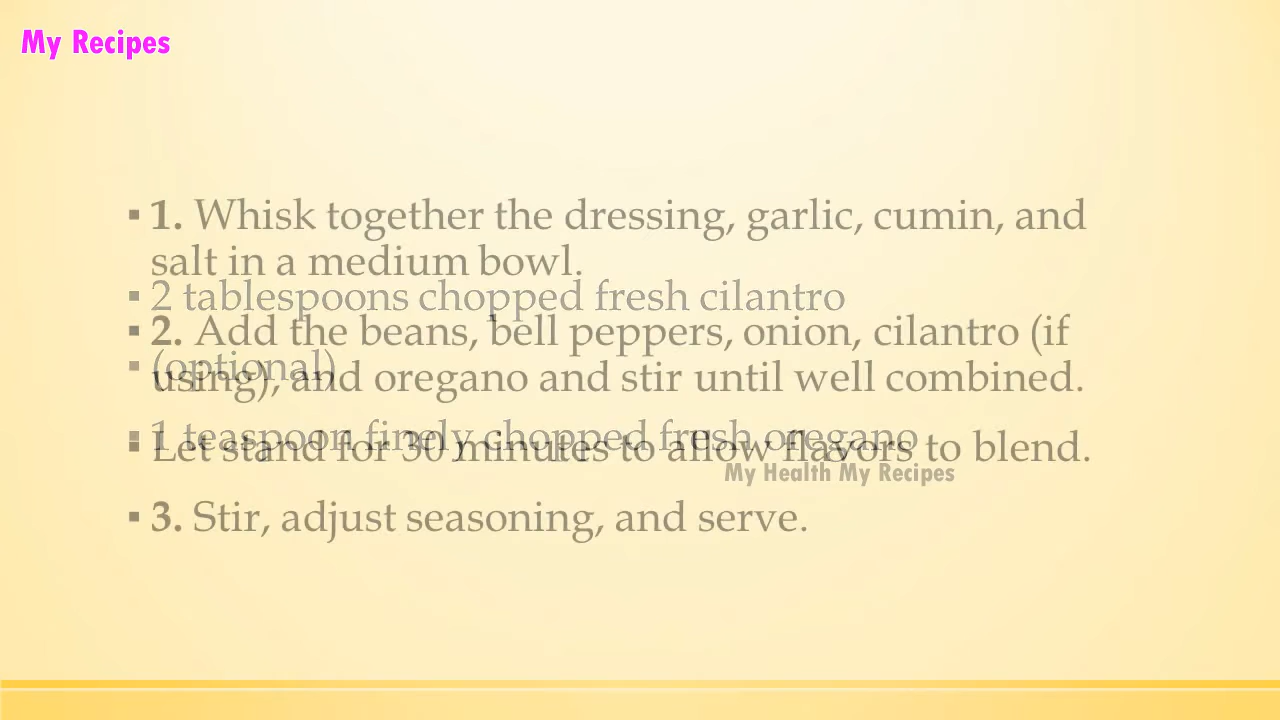 My Recipes
▪ 1. Whisk together the dressing, garlic, cumin, and
salt in a medium bowl.
▪ 2 tablespoons chopped fresh cilantro
▪ 2. Add the beans, bell peppers, onion, cilantro (if
▪ (optional)
using), and oregano and stir until well combined.
▪ 1 teaspoon finely chopped fresh oregano
▪ Let stand for 30 minutes to allow flavors to blend.
My Health My Recipes
▪ 3. Stir, adjust seasoning, and serve.